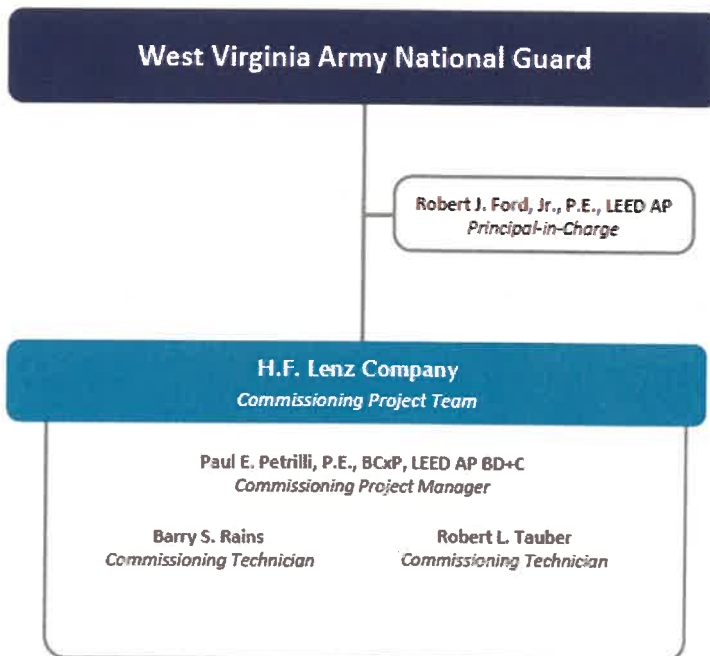 West Virginia Army National Guard
Robert J. Ford, Jr., P.E., LEED AP
Principal-in-Charge
H.F. Lenz Company
Commissioning Project Team
Paul E. Petrilli, P.E., BCxP, LEED AP BD+C
Commissioning Project Manager
Barry S. Rains
Commissioning Technician
Robert L. Tauber
Commissioning Technician